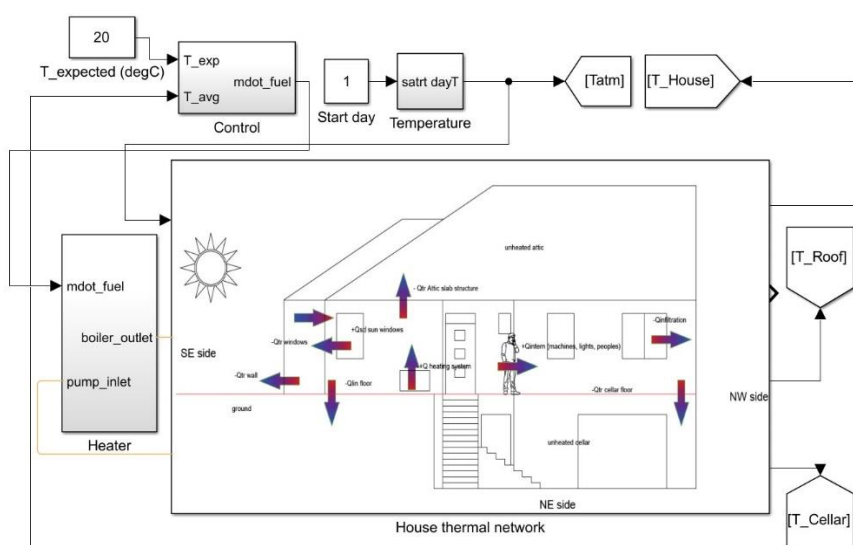 20
T_expected (degC)
T_exp
T_avg
mdot_fuel
Control
1
Start day
satrt dayT
Temperature
[Tatm]
[T_House]
mdot_fuel
boiler_outlet
pump_inlet
Heater
unheated attic
- Qtr Attic slab structure
+Qsd sun windows
-Qinfiltration
-Qtr windows
+Qintern (machines, lights, peoples)
SE side
-Qtr wall
+Q heating system
-Qlin floor
-Qtr cellar floor
ground
NW side
unheated cellar
NE side
House thermal network
[T_Roof]
[T_Cellar]